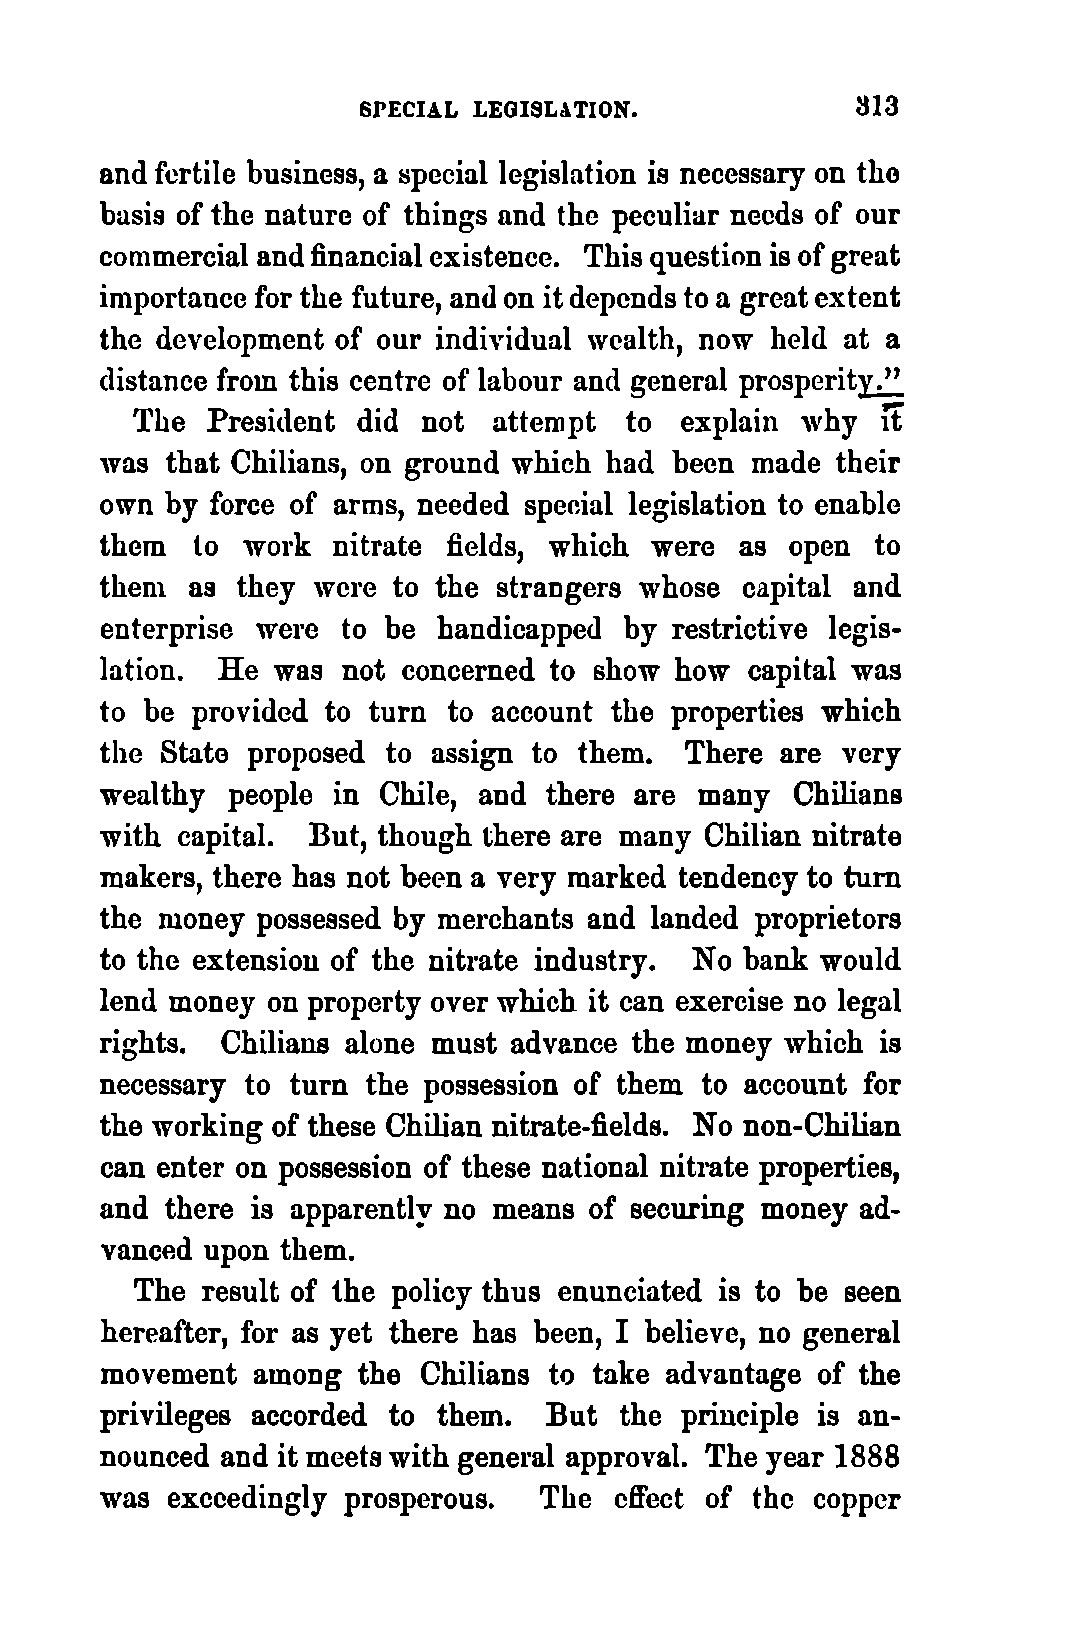 SPECIAL LEGISLATION. 313
and fertile business, a special legislation is necessary on the
basis of the nature of things and the peculiar needs of our
commercial and financial existence. This question is of great
importance for the future, and on it depends to a great extent
the development of our individual wealth, now held at a
distance from this centre of labour and general prosperity."
The President did not attempt to explain why it
was that Chilians, on ground which had been made their
own by force of arms, needed special legislation to enable
them to work nitrate fields, which were as open to
them as they were to the strangers whose capital and
enterprise were to be handicapped by restrictive legis-
lation. He was not concerned to show how capital was
to be provided to turn to account the properties which
the State proposed to assign to them. There are very
wealthy people in Chile, and there are many Chilians
with capital. But, though there are many Chilian nitrate
makers, there has not been a very marked tendency to turn
the money possessed by merchants and landed proprietors
to the extension of the nitrate industry. No bank would
lend money on property over which it can exercise no legal
rights. Chilians alone must advance the money which is
necessary to turn the possession of them to account for
the working of these Chilian nitrate-fields. No non-Chilian
can enter on possession of these national nitrate properties,
and there is apparently no means of securing money ad-
vanced upon them.
The result of the policy thus enunciated is to be seen
hereafter, for as yet there has been, I believe, no general
movement among the Chilians to take advantage of the
privileges accorded to them. But the principle is an-
nounced and it meets with general approval. The year 1888
was exceedingly prosperous. The effect of the copper